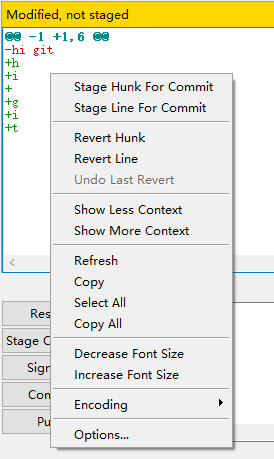 Modified, not staged
@@ -1 +1,6 @@
-hi git
+h
+i
+
+g
+i
+t
Stage Hunk For Commit
Stage Line For Commit
Revert Hunk
Revert Line
Undo Last Revert
Show Less Context
Show More Context
Refresh
Copy
Select All
Copy All
Decrease Font Size
Increase Font Size
Encoding
Options...
Res
Stage C
Sign
Con
Pu